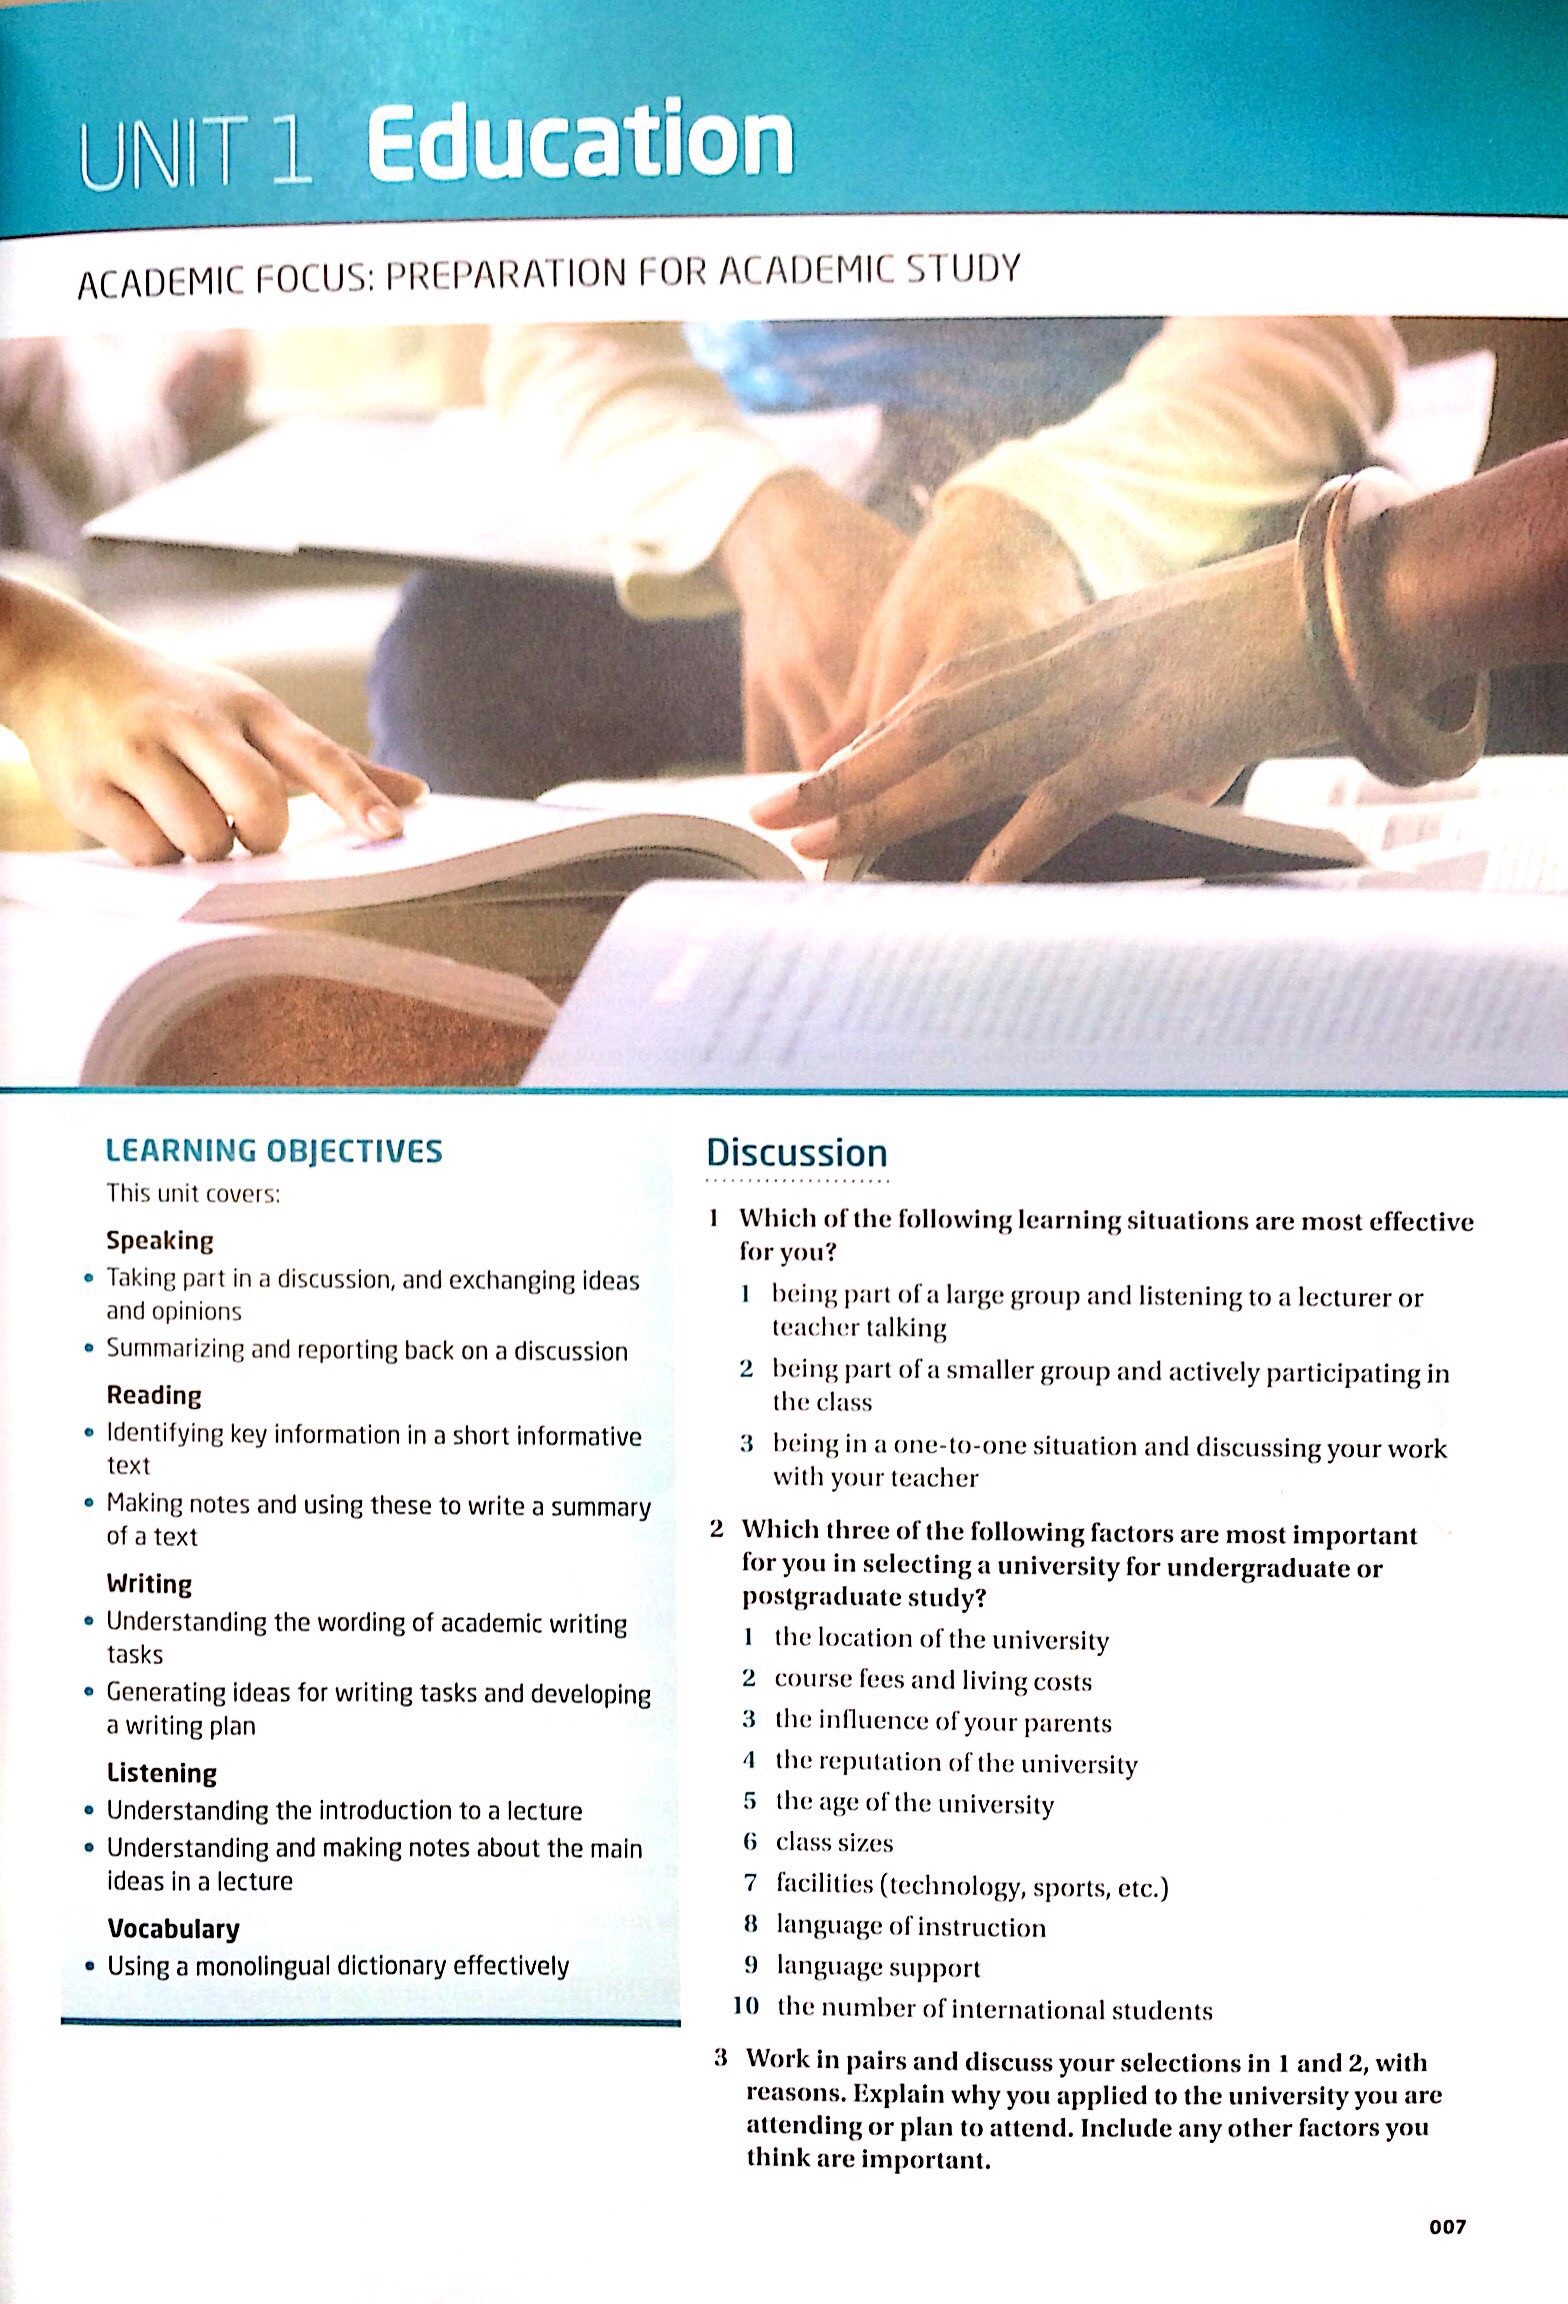 UNIT 1 Education
ACADEMIC FOCUS: PREPARATION FOR ACADEMIC STUDY
LEARNING OBJECTIVES
This unit covers:
Speaking
• Taking part in a discussion, and exchanging ideas
and opinions
• Summarizing and reporting back on a discussion
Reading
• Identifying key information in a short informative
text
• Making notes and using these to write a summary
of a text
Writing
• Understanding the wording of academic writing
tasks
• Generating ideas for writing tasks and developing
a writing plan
Listening
• Understanding the introduction to a lecture
• Understanding and making notes about the main
ideas in a lecture
Vocabulary
• Using a monolingual dictionary effectively
Discussion
1 Which of the following learning situations are most effective
for you?
1 being part of a large group and listening to a lecturer or
teacher talking
2 being part of a smaller group and actively participating in
the class
3 being in a one-to-one situation and discussing your work
with your teacher
2 Which three of the following factors are most important
for you in selecting a university for undergraduate or
postgraduate study?
1 the location of the university
2 course fees and living costs
3 the influence of your parents
4 the reputation of the university
5 the age of the university
6 class sizes
7 facilities (technology, sports, etc.)
8 language of instruction
9 language support
10 the number of international students
3 Work in pairs and discuss your selections in 1 and 2, with
reasons. Explain why you applied to the university you are
attending or plan to attend. Include any other factors you
think are important.
007